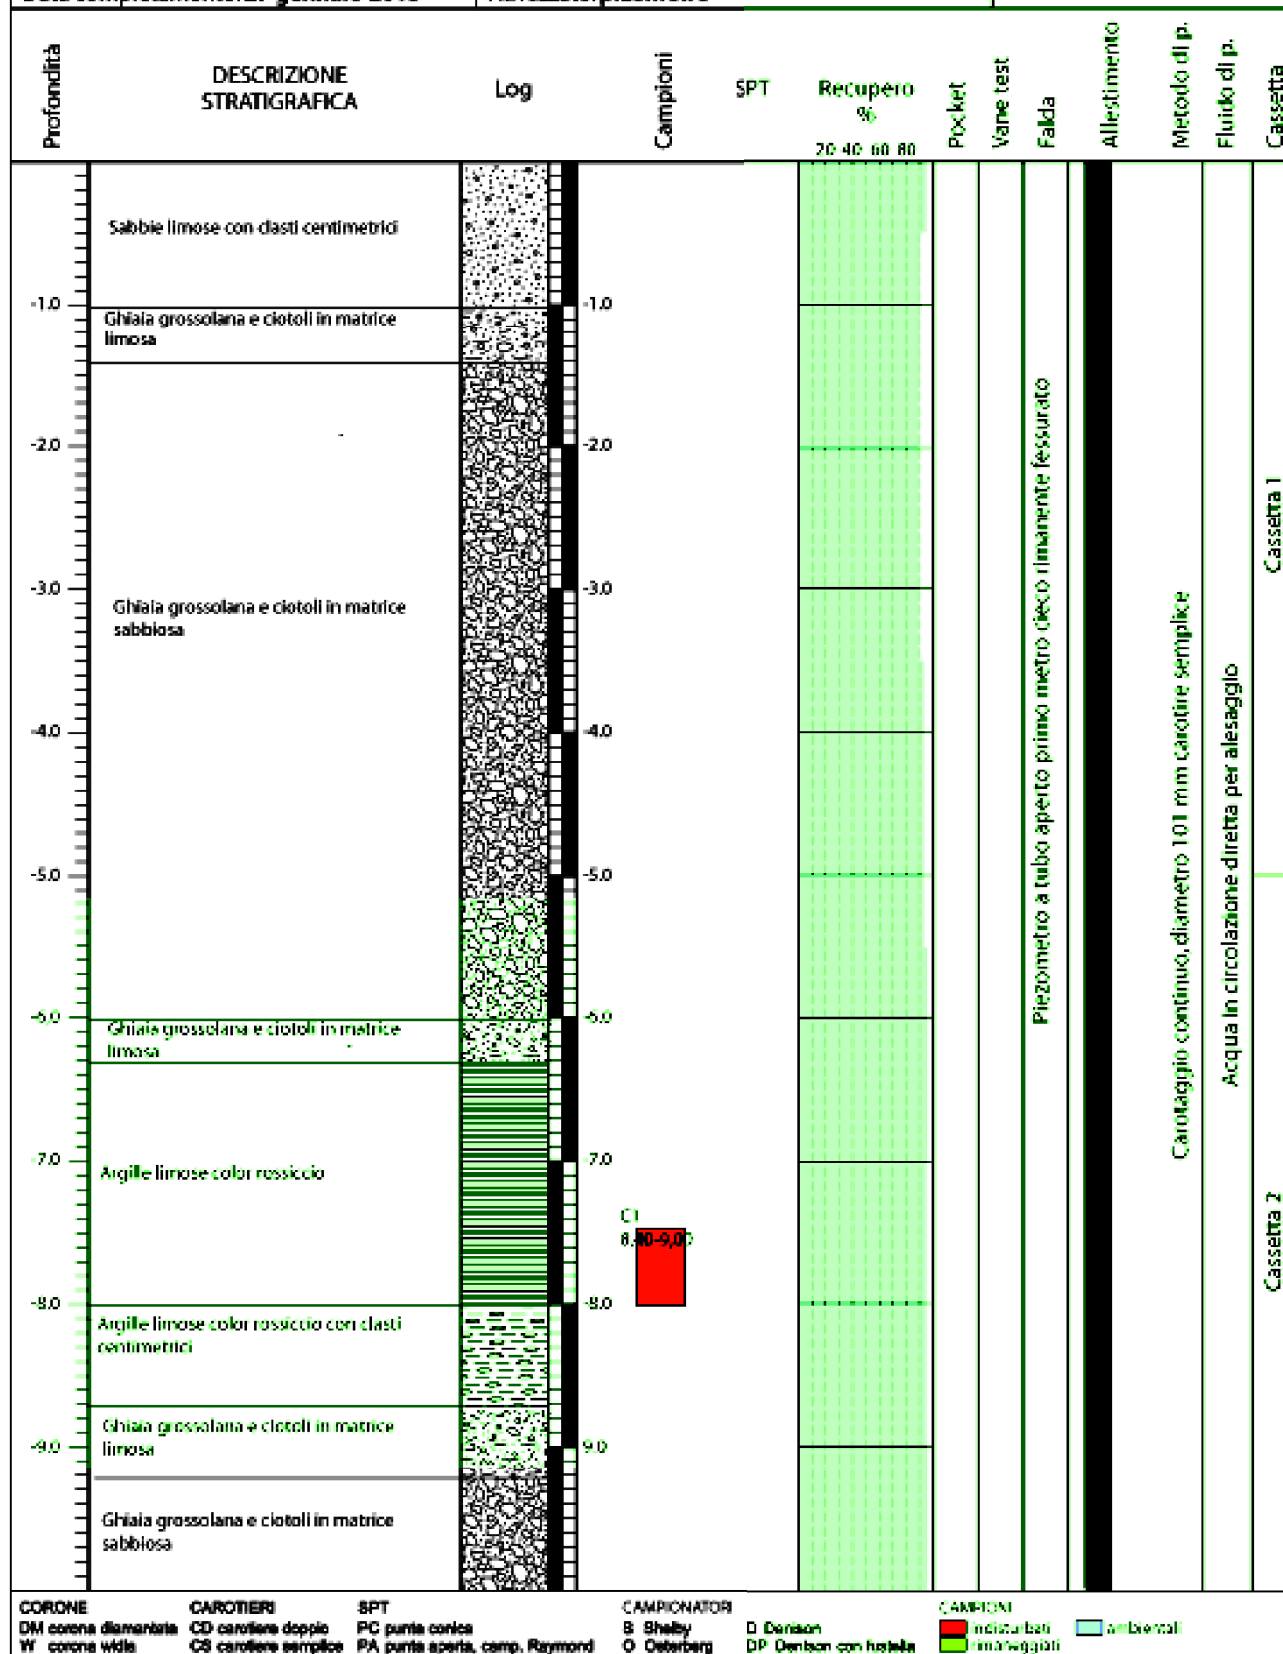 Profondità
DESCRIZIONE
STRATIGRAFICA
Log
Campioni
SPT
Recupero
%
20 40 60 80
Pocket
Vane test
Falda
Allestimento
Metodo di p.
Fluido di p.
Cassetta
Sabbie limose con clasti centimetrici
-1.0
-1.0
Ghiaia grossolana e ciotoli in matrice
limosa
-2.0
-2.0
-3.0
-3.0
Ghiaia grossolana e ciotoli in matrice
sabbiosa
-4.0
-4.0
-5.0
-5.0
-6.0
-6.0
Ghiaia grossolana e ciotoli in matrice
limosa
-7.0
-7.0
Argille limose color rossiccio
C1
-8.0
-8.0
Argille limose color rossiccio con clasti
centimetrici
Ghiaia grossolana e ciotoli in matrice
limosa
-9.0
9.0
Ghiaia grossolana e ciotoli in matrice
sabbiosa
Piezometro a tubo aperto primo metro cieco rimanente fessurato
Carotaggio continuo, diametro 101 mm carotire semplice
Acqua in circolazione diretta per alesaggio
Cassetta 1
Cassetta 2
CORONE
DM corona diamantata
W corona widia
CAROTIERI
CD carotiere doppio
CS carotiere semplice
SPT
PC punta conica
PA punta aperta, camp. Raymond
CAMPIONATORI
S Shelby
O Osterberg
D Denison
DP Denison con fustella
CAMPIONI
indisturbati
rimaneggiati
ambientali